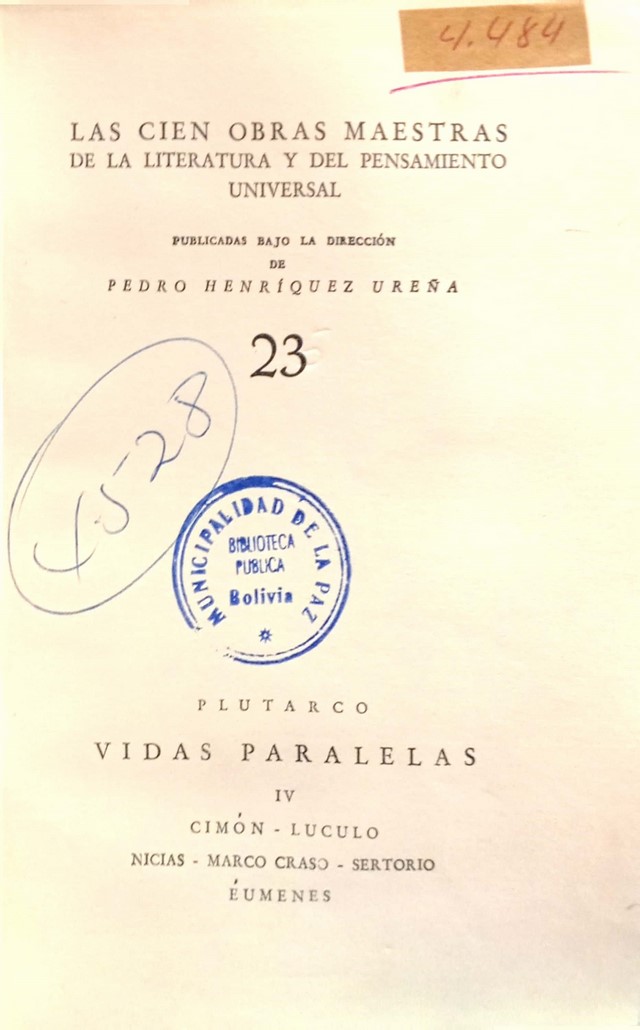 4.484
LAS CIEN OBRAS MAESTRAS
DE LA LITERATURA Y DEL PENSAMIENTO
UNIVERSAL
PUBLICADAS BAJO LA DIRECCIÓN
DE
PEDRO HENRÍQUEZ UREÑA
23
4528
MUNICIPALIDAD DE LA PAZ
BIBLIOTECA
PUBLICA
Bolivia
PLUTARCO
VIDAS PARALELAS
IV
CIMÓN - LUCULO
NICIAS - MARCO CRASO - SERTORIO
ÉUMENES